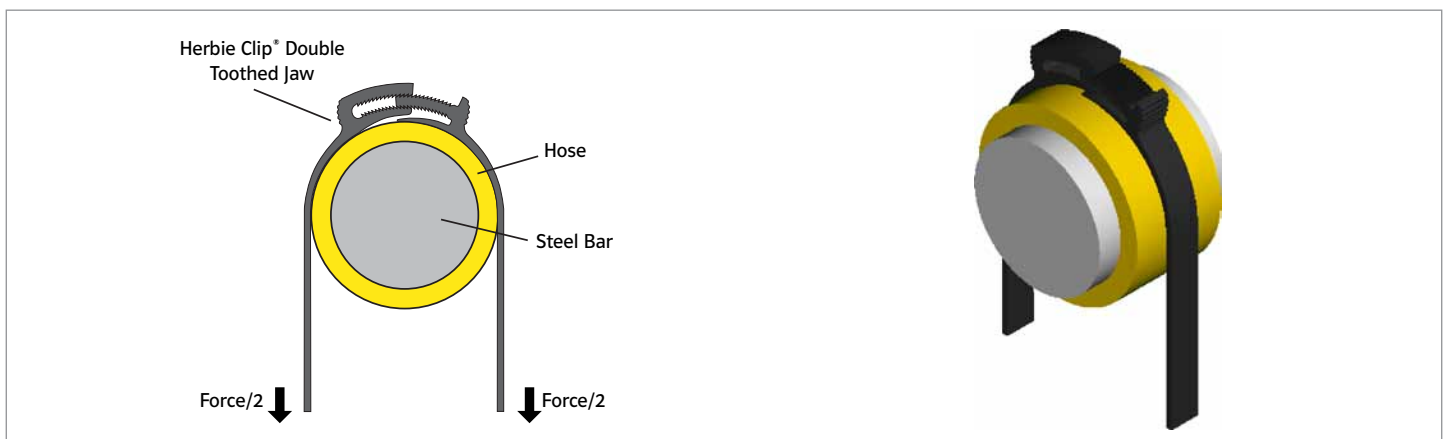 Herbie Clip® Double
Toothed Jaw
Hose
Steel Bar
Force/2
Force/2